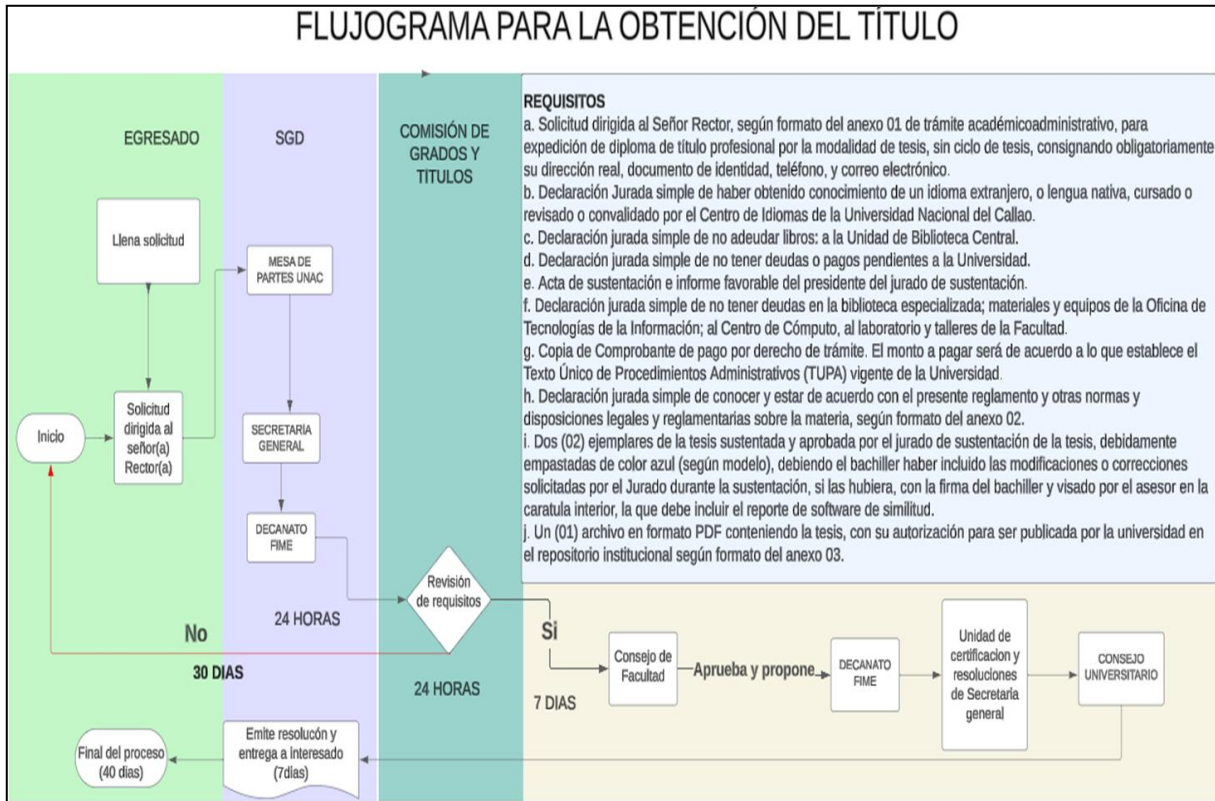 FLUJOGRAMA PARA LA OBTENCIÓN DEL TÍTULO
EGRESADO
SGD
COMISIÓN DE
GRADOS Y
TÍTULOS
REQUISITOS
a. Solicitud dirigida al Señor Rector, según formato del anexo 01 de trámite académicoadministrativo, para
expedición de diploma de título profesional por la modalidad de tesis, sin ciclo de tesis, consignando obligatoriamente
su dirección real, documento de identidad, teléfono, y correo electrónico.
b. Declaración Jurada simple de haber obtenido conocimiento de un idioma extranjero, o lengua nativa, cursado o
revisado o convalidado por el Centro de Idiomas de la Universidad Nacional del Callao.
c. Declaración jurada simple de no adeudar libros: a la Unidad de Biblioteca Central.
d. Declaración jurada simple de no tener deudas o pagos pendientes a la Universidad.
e. Acta de sustentación e informe favorable del presidente del jurado de sustentación.
f. Declaración jurada simple de no tener deudas en la biblioteca especializada; materiales y equipos de la Oficina de
Tecnologías de la Información; al Centro de Cómputo, al laboratorio y talleres de la Facultad.
g. Copia de Comprobante de pago por derecho de trámite. El monto a pagar será de acuerdo a lo que establece el
Texto Único de Procedimientos Administrativos (TUPA) vigente de la Universidad.
h. Declaración jurada simple de conocer y estar de acuerdo con el presente reglamento y otras normas y
disposiciones legales y reglamentarias sobre la materia, según formato del anexo 02.
i. Dos (02) ejemplares de la tesis sustentada y aprobada por el jurado de sustentación de la tesis, debidamente
empastadas de color azul (según modelo), debiendo el bachiller haber incluido las modificaciones o correcciones
solicitadas por el Jurado durante la sustentación, si las hubiera, con la firma del bachiller y visado por el asesor en la
caratula interior, la que debe incluir el reporte de software de similitud.
j. Un (01) archivo en formato PDF conteniendo la tesis, con su autorización para ser publicada por la universidad en
el repositorio institucional según formato del anexo 03.
Llena solicitud
MESA DE
PARTES UNAC
Inicio
Solicitud
dirigida al
señor(a)
Rector(a)
SECRETARÍA
GENERAL
DECANATO
FIME
Revisión
de requisitos
24 HORAS
No
30 DIAS
24 HORAS
Si
7 DIAS
Consejo de
Facultad
Aprueba y propone
DECANATO
FIME
Unidad de
certificacion y
resoluciones
de Secretaria
general
CONSEJO
UNIVERSITARIO
Emite resolucón y
entrega a interesado
(7días)
Final del proceso
(40 dias)